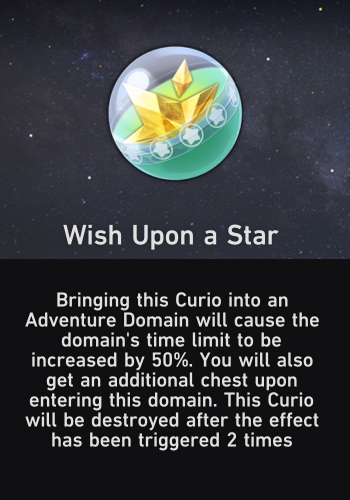 Wish Upon a Star
Bringing this Curio into an
Adventure Domain will cause the
domain's time limit to be
increased by 50%. You will also
get an additional chest upon
entering this domain. This Curio
will be destroyed after the effect
has been triggered 2 times